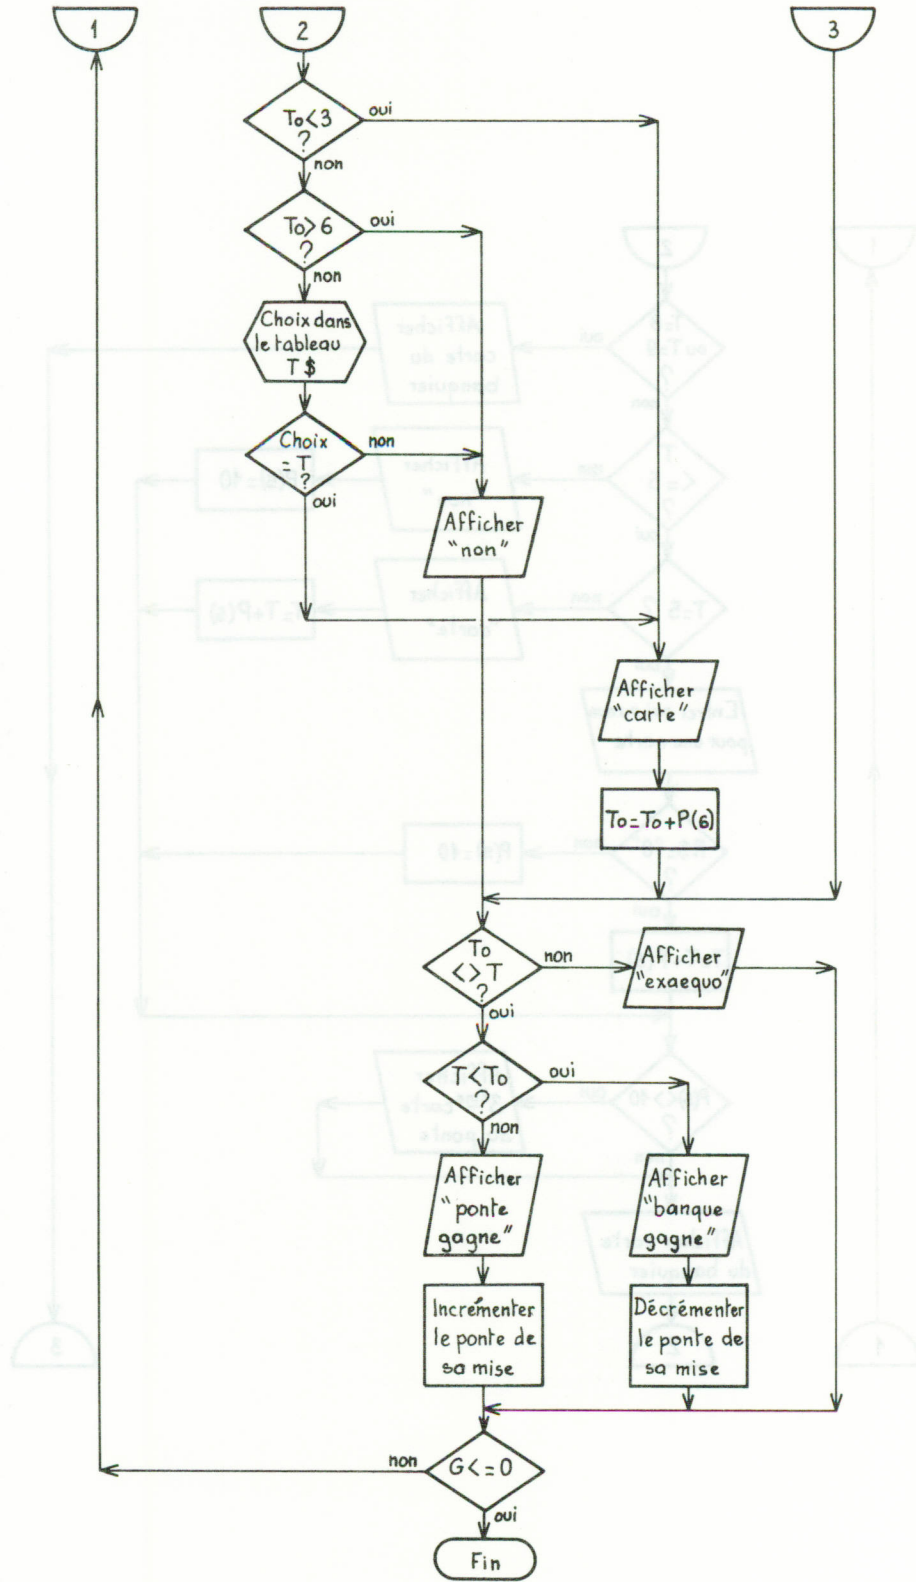 1
2
3
To<3
?
oui
non
To>6
?
oui
non
Choix dans
le tableau
T $
Choix
= T
?
non
oui
Afficher
"non"
Afficher
"carte"
To=To+P(6)
To
<>T
?
non
oui
Afficher
"exaequo"
T<To
?
oui
non
Afficher
"ponte
gagne"
Afficher
"banque
gagne"
Incrémenter
le ponte de
sa mise
Décrémenter
le ponte de
sa mise
G<=0
non
oui
Fin